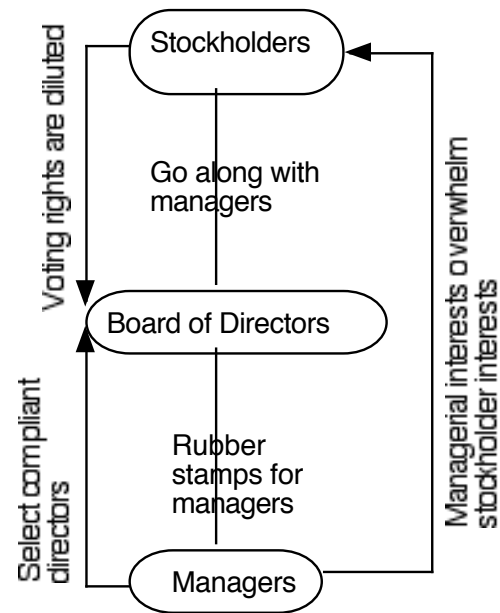 Stockholders
Voting rights are diluted
Go along with
managers
Managerial interests overwhelm
stockholder interests
Board of Directors
Select compliant
directors
Rubber
stamps for
managers
Managers